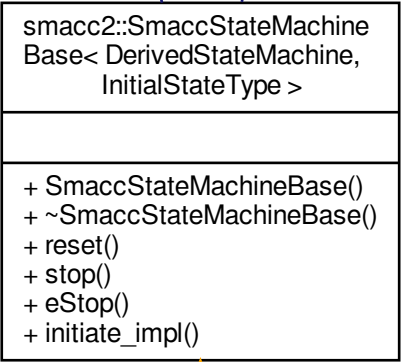 smacc2::SmaccStateMachine
Base< DerivedStateMachine,
InitialStateType >
+ SmaccStateMachineBase()
+ ~SmaccStateMachineBase()
+ reset()
+ stop()
+ eStop()
+ initiate_impl()